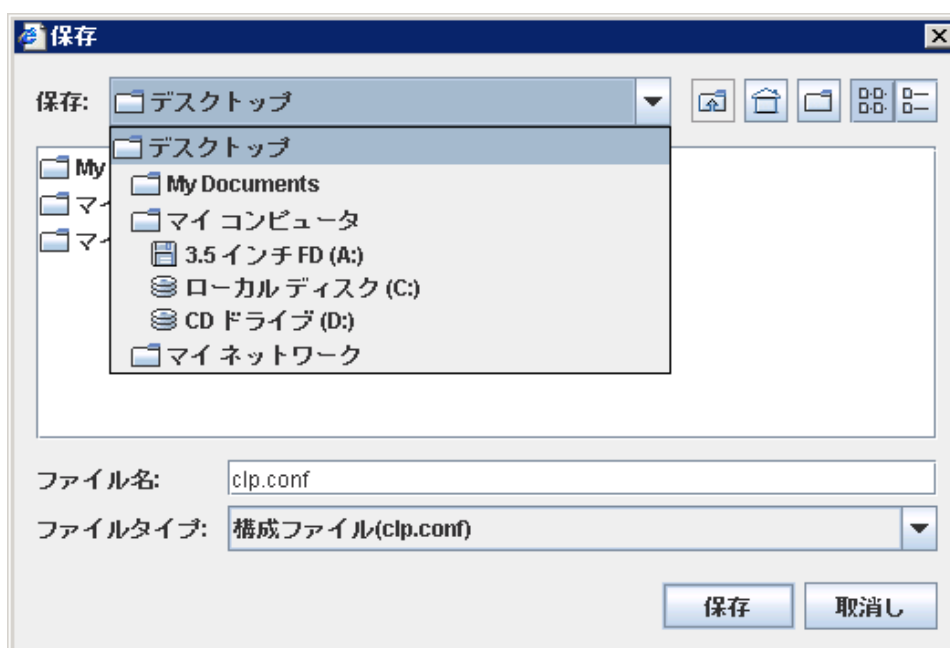 保存
保存: デスクトップ
デスクトップ
My
My Documents
マイ
マイ コンピュータ
マイ
3.5 インチ FD (A:)
ローカル ディスク (C:)
CD ドライブ (D:)
マイ ネットワーク
ファイル名: clp.conf
ファイルタイプ: 構成ファイル(clp.conf)
保存 取消し